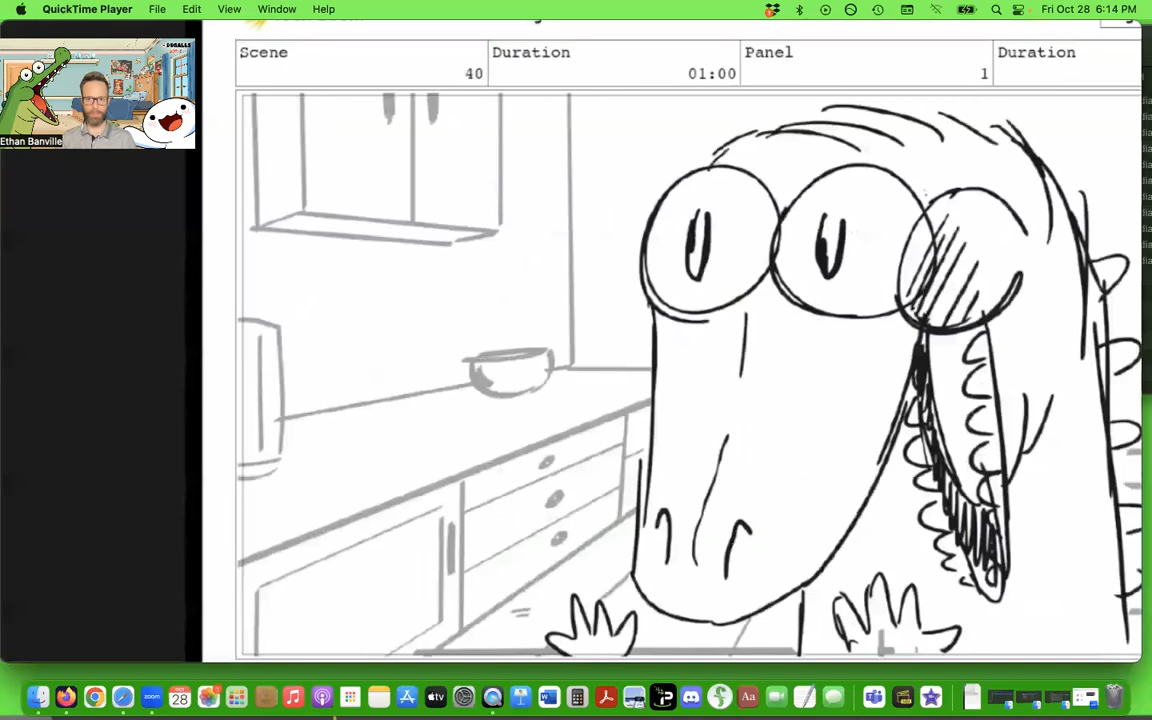 QuickTime Player File Edit View Window Help Fri Oct 28 6:14 PM
Scene Duration Panel Duration
40 01:00 1
Ethan Banville